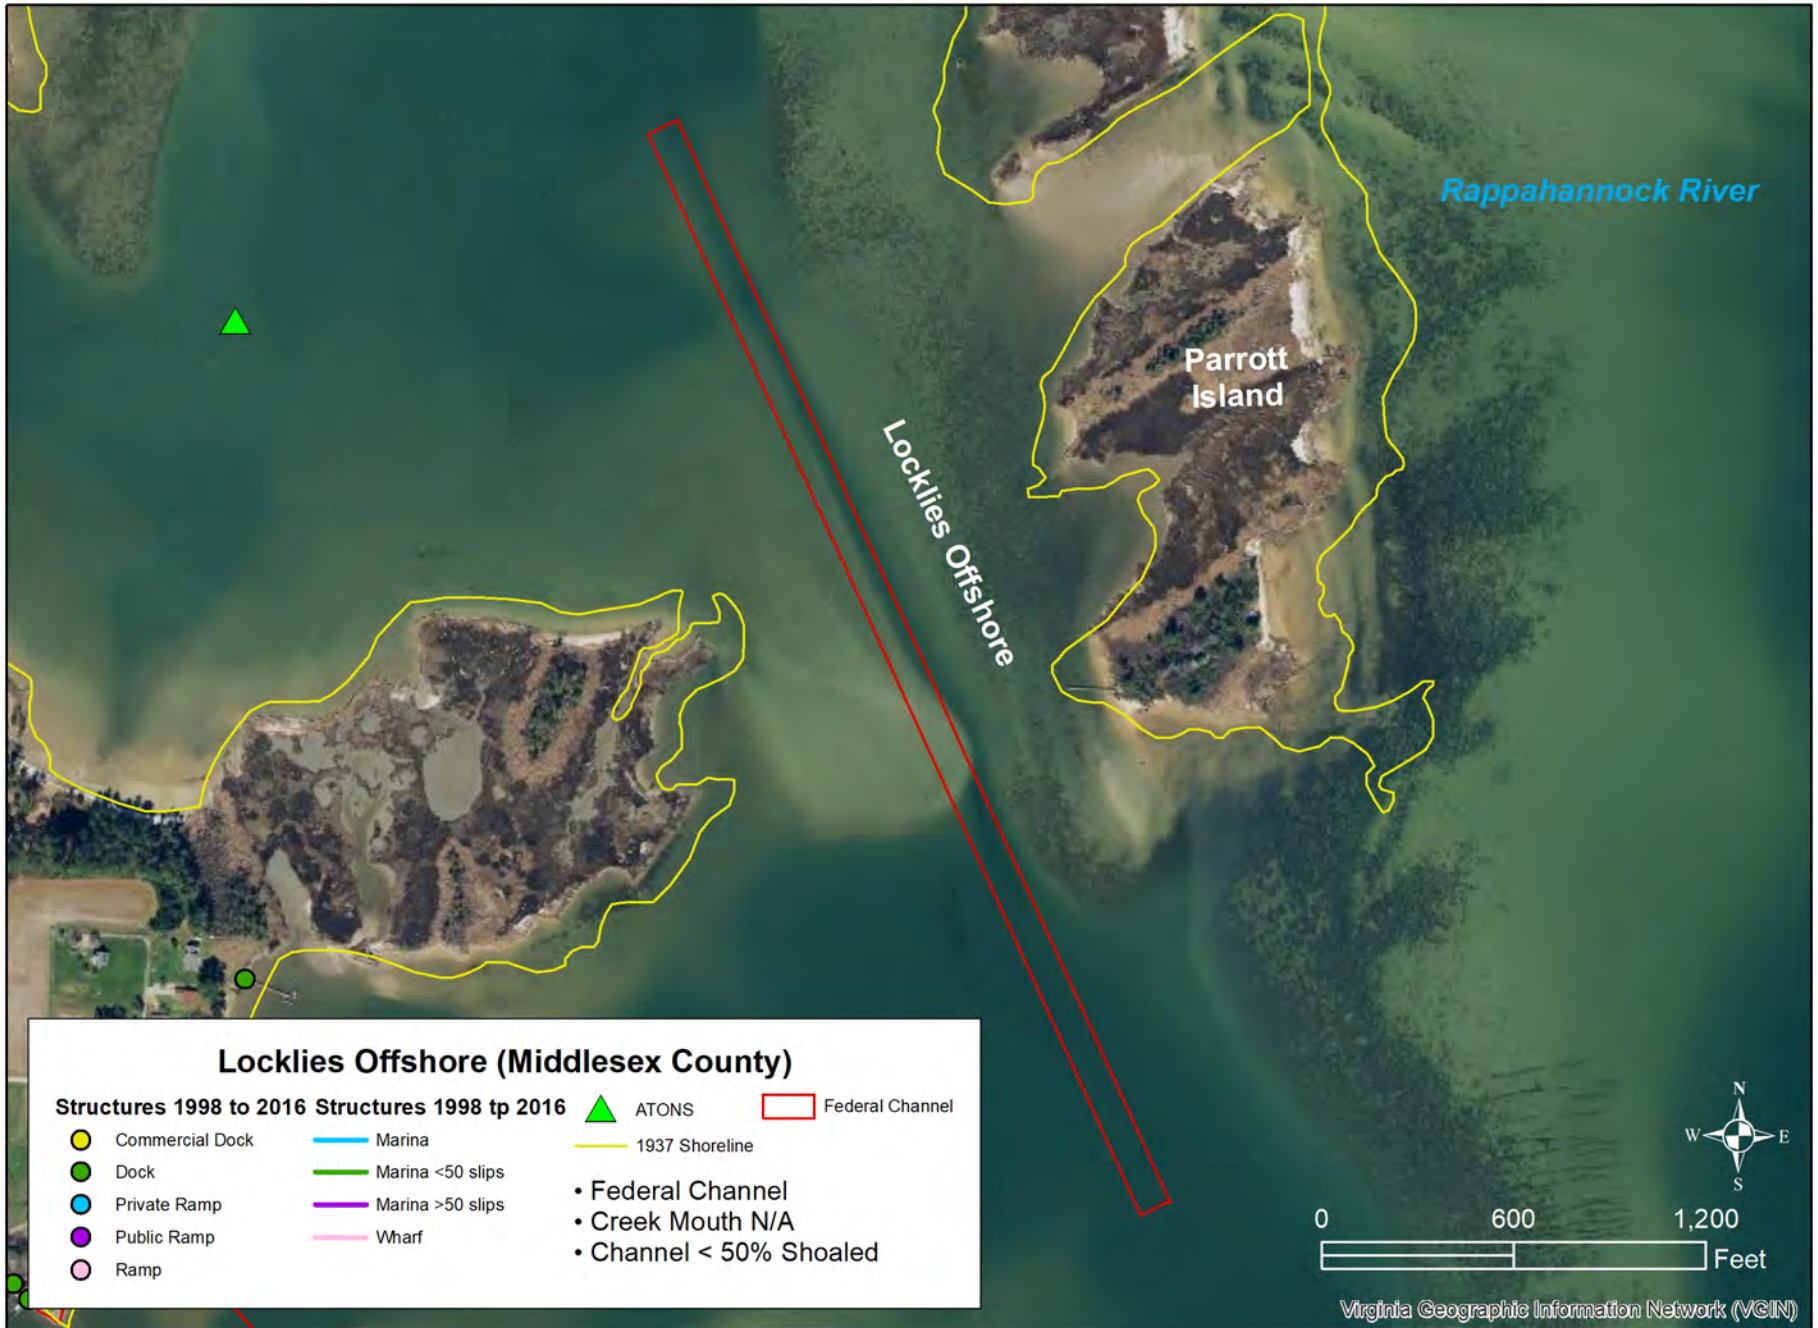 Rappahannock River
Parrott
Island
Locklies Offshore
Locklies Offshore (Middlesex County)
Structures 1998 to 2016
Commercial Dock
Dock
Private Ramp
Public Ramp
Ramp
Structures 1998 tp 2016
Marina
Marina <50 slips
Marina >50 slips
Wharf
ATONS
1937 Shoreline
Federal Channel
• Federal Channel
• Creek Mouth N/A
• Channel < 50% Shoaled
N
W E
S
0 600 1,200
Feet
Virginia Geographic Information Network (VGIN)